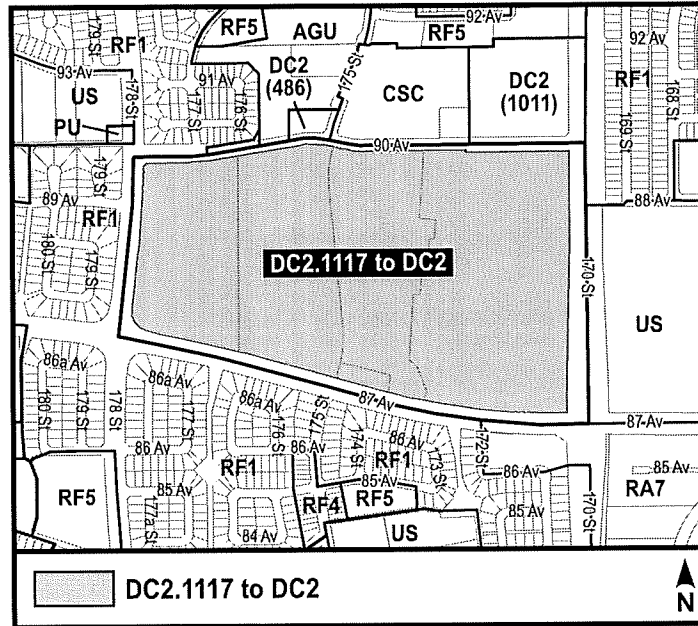 92 Av
179 St
RF1
RF5
AGU
RF5
92 Av
93 Av
91 Av
DC2
(486)
175 St
CSC
DC2
(1011)
RF1
168 St
US
178 St
177 St
176 St
169 St
PU
90 Av
179 St
89 Av
RF1
88 Av
180 St
179 St
DC2.1117 to DC2
170 St
US
86a Av
86a Av
87 Av
87 Av
180 St
179 St
178 St
177 St
86a Av
176 St
175 St
86 Av
174 St
88 Av
172 St
86 Av
RF1
86 Av
RF1
173 St
85 Av
RF5
85 Av
85 Av
RF4
RF5
85 Av
170 St
RA7
177a St
84 Av
US
DC2.1117 to DC2
N